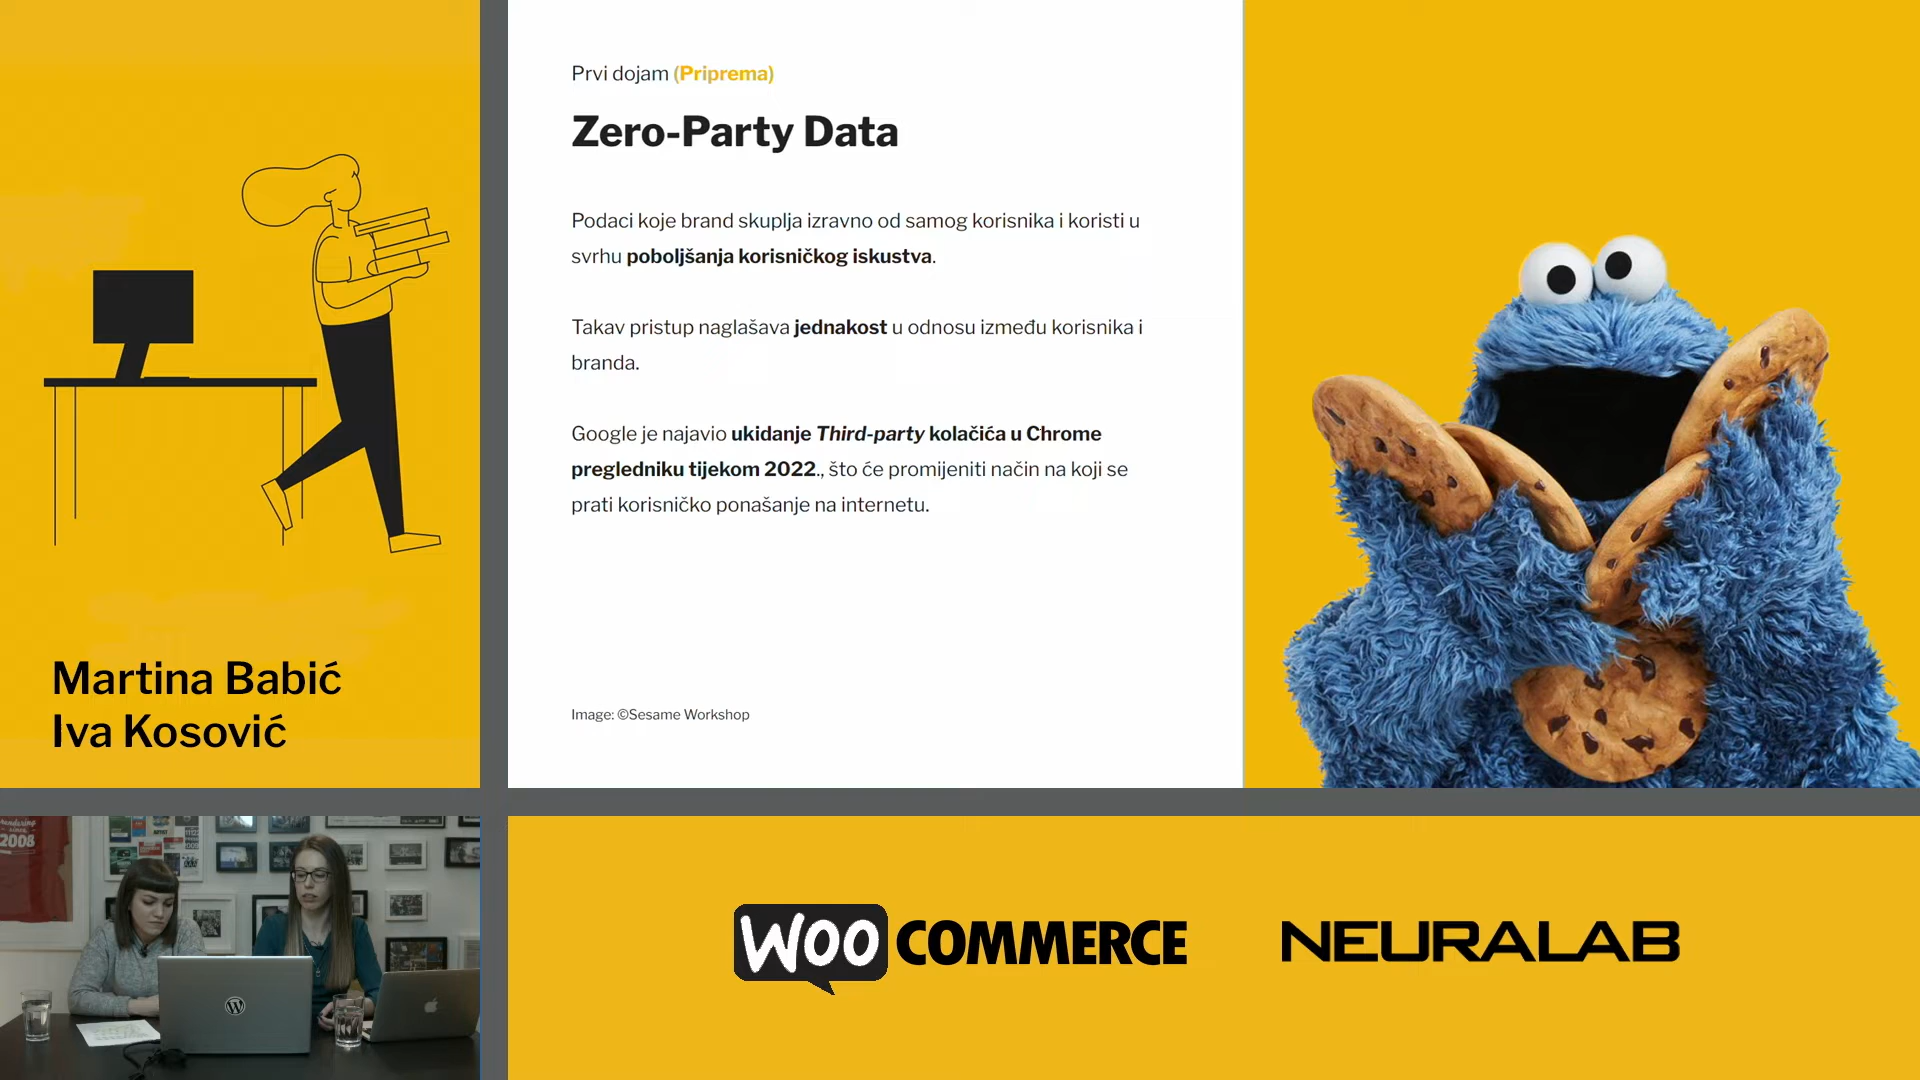 Prvi dojam (Priprema)
Zero-Party Data
Podaci koje brand skuplja izravno od samog korisnika i koristi u
svrhu poboljšanja korisničkog iskustva.
Takav pristup naglašava jednakost u odnosu između korisnika i
branda.
Google je najavio ukidanje Third-party kolačića u Chrome
pregledniku tijekom 2022., što će promijeniti način na koji se
prati korisničko ponašanje na internetu.
Image: ©Sesame Workshop
Martina Babić
Iva Kosović
since
2008
WOO COMMERCE
NEURALAB